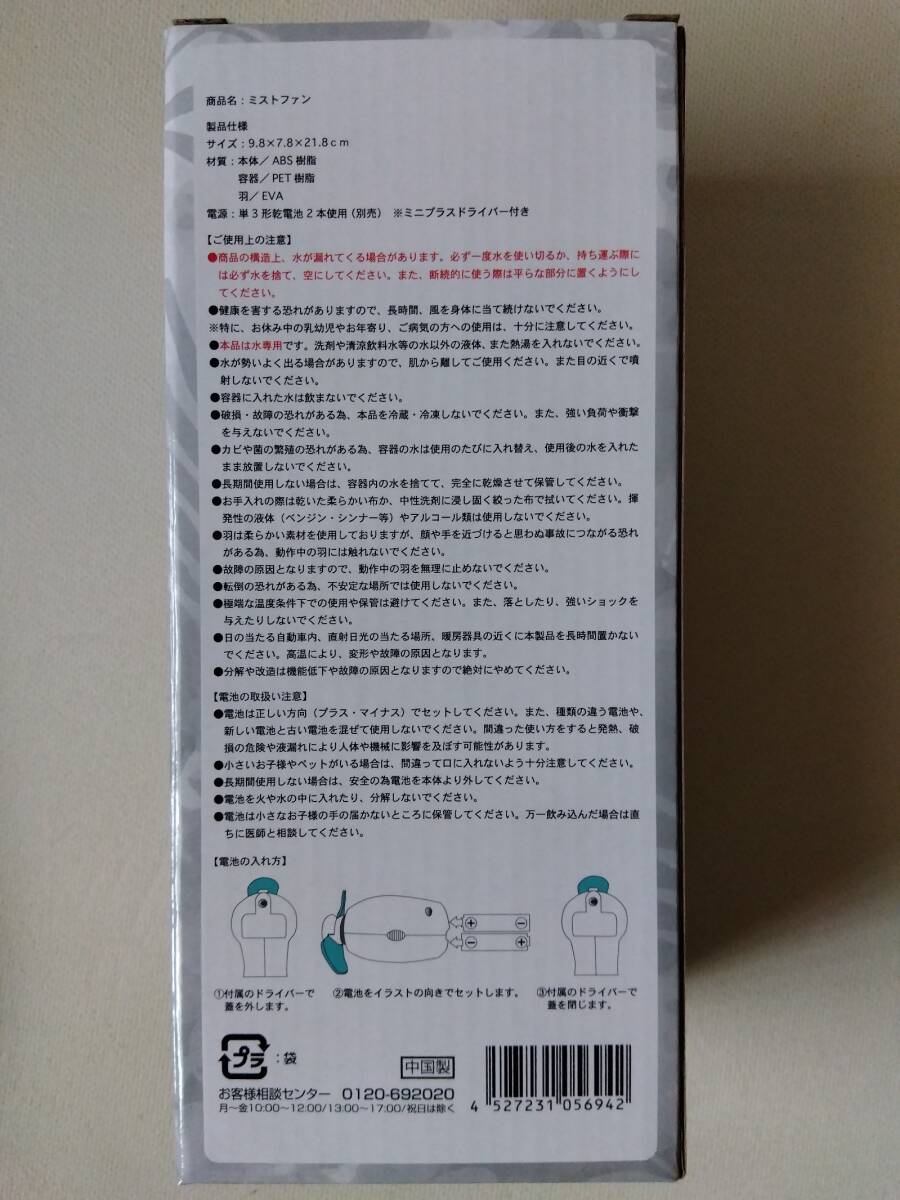 商品名：ミストファン
製品仕様
サイズ：9.8×7.8×21.8cm
材質：本体／ABS樹脂
容器／PET樹脂
羽／EVA
電源：単3形乾電池2本使用（別売） ※ミニプラスドライバー付き
【ご使用上の注意】
●商品の構造上、水が漏れてくる場合があります。必ず一度水を使い切るか、持ち運ぶ際に
は必ず水を捨て、空にしてください。また、断続的に使う際は平らな部分に置くようにし
てください。
●健康を害する恐れがありますので、長時間、風を身体に当て続けないでください。
※特に、お休み中の乳幼児やお年寄り、ご病気の方への使用は、十分に注意してください。
●本品は水専用です。洗剤や清涼飲料水等の水以外の液体、また熱湯を入れないでください。
●水が勢いよく出る場合がありますので、肌から離してご使用ください。また目の近くで噴
射しないでください。
●容器に入れた水は飲まないでください。
●破損・故障の恐れがある為、本品を冷蔵・冷凍しないでください。また、強い負荷や衝撃
を与えないでください。
●カビや菌の繁殖の恐れがある為、容器の水は使用のたびに入れ替え、使用後の水を入れた
まま放置しないでください。
●長期間使用しない場合は、容器内の水を捨てて、完全に乾燥させて保管してください。
●お手入れの際は乾いた柔らかい布か、中性洗剤に浸し固く絞った布で拭いてください。揮
発性の液体（ベンジン・シンナー等）やアルコール類は使用しないでください。
●羽は柔らかい素材を使用しておりますが、顔や手を近づけると思わぬ事故につながる恐れ
がある為、動作中の羽には触れないでください。
●故障の原因となりますので、動作中の羽を無理に止めないでください。
●転倒の恐れがある為、不安定な場所では使用しないでください。
●極端な温度条件下での使用や保管は避けてください。また、落としたり、強いショックを
与えたりしないでください。
●日の当たる自動車内、直射日光の当たる場所、暖房器具の近くに本製品を長時間置かない
でください。高温により、変形や故障の原因となります。
●分解や改造は機能低下や故障の原因となりますので絶対にやめてください。
【電池の取扱い注意】
●電池は正しい方向（プラス・マイナス）でセットしてください。また、種類の違う電池や、
新しい電池と古い電池を混ぜて使用しないでください。間違った使い方をすると発熱、破
損の危険や液漏れにより人体や機械に影響を及ぼす可能性があります。
●小さいお子様やペットがいる場合は、間違って口に入れないよう十分注意してください。
●長期間使用しない場合は、安全の為電池を本体より外してください。
●電池を火や水の中に入れたり、分解しないでください。
●電池は小さなお子様の手の届かないところに保管してください。万一飲み込んだ場合は直
ちに医師と相談してください。
【電池の入れ方】
①付属のドライバーで
蓋を外します。
②電池をイラストの向きでセットします。
③付属のドライバーで
蓋を閉じます。
プラ：袋
中国製
お客様相談センター 0120-692020
月～金10:00～12:00/13:00～17:00/祝日は除く
4 527231 056942